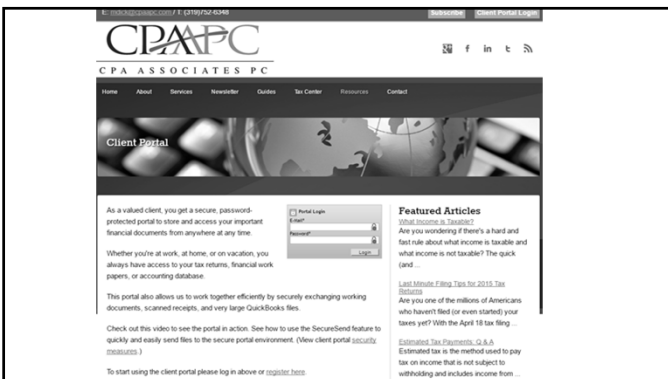 E: mdick@cpaapc.com / T: (319)752-6348
Subscribe
Client Portal Login
CPAAPC
CPA ASSOCIATES PC
Home About Services Newsletter Guides Tax Center Resources Contact
Client Portal
As a valued client, you get a secure, password-
protected portal to store and access your important
financial documents from anywhere at any time.
Whether you're at work, at home, or on vacation, you
always have access to your tax returns, financial work
papers, or accounting database.
This portal also allows us to work together efficiently by securely exchanging working
documents, scanned receipts, and very large QuickBooks files.
Check out this video to see the portal in action. See how to use the SecureSend feature to
quickly and easily send files to the secure portal environment. (View client portal security
measures.)
To start using the client portal please log in above or register here.
Portal Login
E-mail*
Password*
Login
Featured Articles
What Income is Taxable?
Are you wondering if there's a hard and
fast rule about what income is taxable and
what income is not taxable? The quick
(and ...
Last Minute Filing Tips for 2015 Tax
Returns
Are you one of the millions of Americans
who haven't filed (or even started) your
taxes yet? With the April 18 tax filing ...
Estimated Tax Payments: Q & A
Estimated tax is the method used to pay
tax on income that is not subject to
withholding and includes income from ...